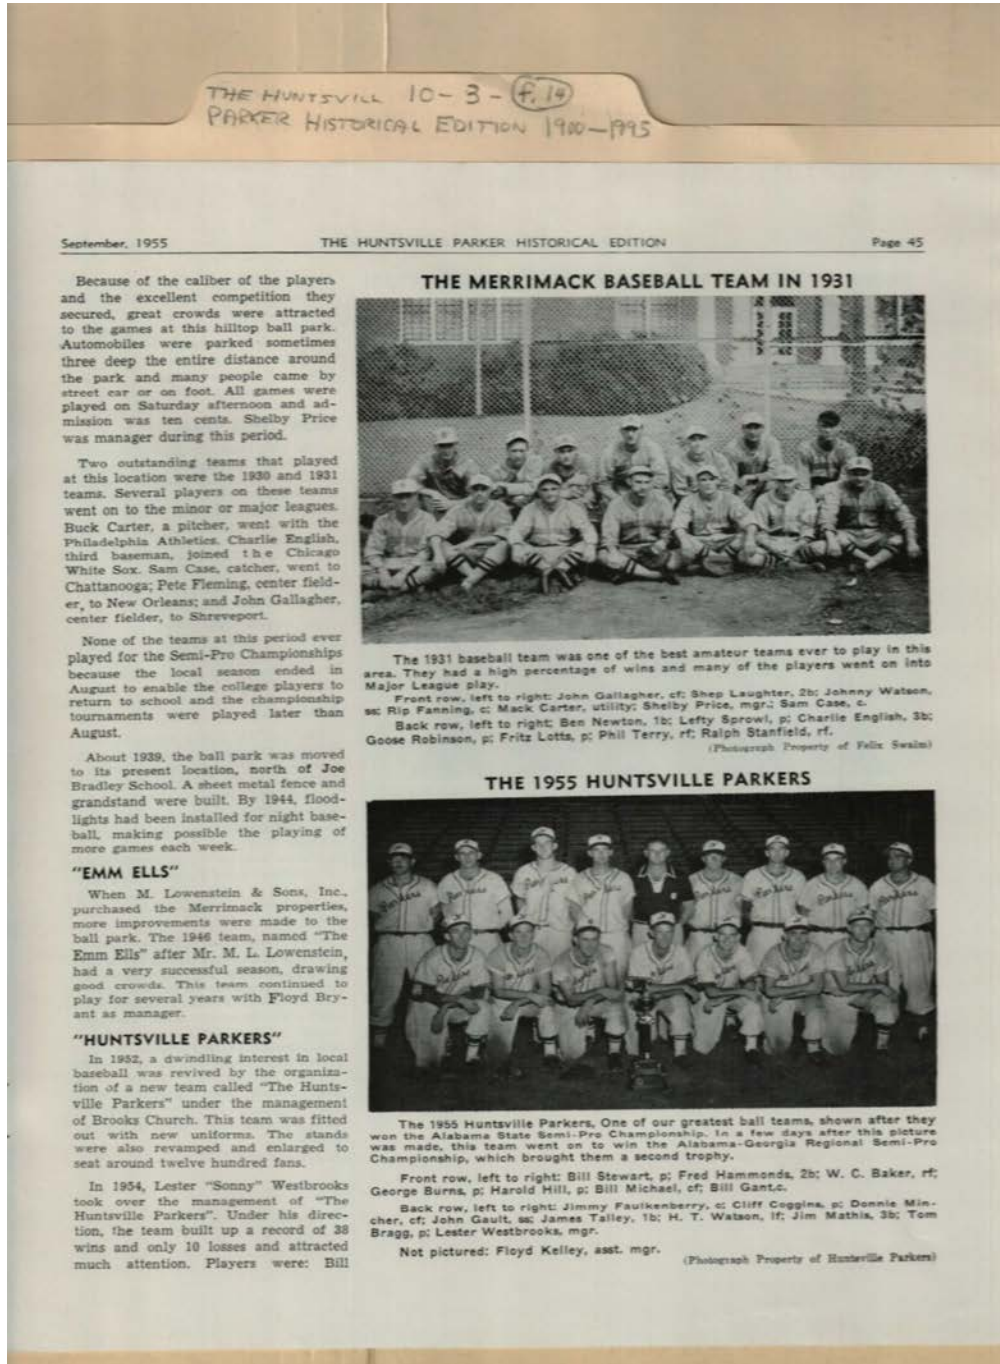 THE HUNTSVILL 10-3-f.14
PARKER HISTORICAL EDITION 1900-1995
September, 1955 THE HUNTSVILLE PARKER HISTORICAL EDITION Page 45
Because of the caliber of the players
and the excellent competition they
secured, great crowds were attracted
to the games at this hilltop ball park.
Automobiles were parked sometimes
three deep the entire distance around
the park and many people came by
street car or on foot. All games were
played on Saturday afternoon and ad-
mission was ten cents. Shelby Price
was manager during this period.
Two outstanding teams that played
at this location were the 1930 and 1931
teams. Several players on these teams
went on to the minor or major leagues.
Buck Carter, a pitcher, went with the
Philadelphia Athletics. Charlie English,
third baseman, joined the Chicago
White Sox. Sam Case, catcher, went to
Chattanooga; Pete Fleming, center field-
er, to New Orleans; and John Gallagher,
center fielder, to Shreveport.
None of the teams at this period ever
played for the Semi-Pro Championships
because the local season ended in
August to enable the college players to
return to school and the championship
tournaments were played later than
August.
About 1939, the ball park was moved
to its present location, north of Joe
Bradley School. A sheet metal fence and
grandstand were built. By 1944, flood-
lights had been installed for night base-
ball, making possible the playing of
more games each week.
"EMM ELLS"
When M. Lowenstein & Sons, Inc.,
purchased the Merrimack properties,
more improvements were made to the
ball park. The 1946 team, named "The
Emm Ells" after Mr. M. L. Lowenstein,
had a very successful season, drawing
good crowds. This team continued to
play for several years with Floyd Bry-
ant as manager.
"HUNTSVILLE PARKERS"
In 1952, a dwindling interest in local
baseball was revived by the organiza-
tion of a new team called "The Hunts-
ville Parkers" under the management
of Brooks Church. This team was fitted
out with new uniforms. The stands
were also revamped and enlarged to
seat around twelve hundred fans.
In 1954, Lester "Sonny" Westbrooks
took over the management of "The
Huntsville Parkers". Under his direc-
tion, the team built up a record of 38
wins and only 10 losses and attracted
much attention. Players were: Bill
THE MERRIMACK BASEBALL TEAM IN 1931
The 1931 baseball team was one of the best amateur teams ever to play in this
area. They had a high percentage of wins and many of the players went on into
Major League play.
Front row, left to right: John Gallagher, cf; Shep Laughter, 2b; Johnny Watson,
ss; Rip Fanning, c; Mack Carter, utility; Shelby Price, mgr.; Sam Case, c.
Back row, left to right: Ben Newton, 1b; Lefty Sprowl, p; Charlie English, 3b;
Goose Robinson, p; Fritz Lotts, p; Phil Terry, rf; Ralph Stanfield, rf.
(Photograph Property of Felix Swaim)
THE 1955 HUNTSVILLE PARKERS
Parkers
The 1955 Huntsville Parkers, One of our greatest ball teams, shown after they
won the Alabama State Semi-Pro Championship. In a few days after this picture
was made, this team went on to win the Alabama-Georgia Regional Semi-Pro
Championship, which brought them a second trophy.
Front row, left to right: Bill Stewart, p; Fred Hammonds, 2b; W. C. Baker, rf;
George Burns, p; Harold Hill, p; Bill Michael, cf; Bill Gant,c.
Back row, left to right: Jimmy Faulkenberry, c; Cliff Coggins, p; Donnie Min-
cher, cf; John Gault, ss; James Talley, 1b; H. T. Watson, lf; Jim Mathis, 3b; Tom
Bragg, p; Lester Westbrooks, mgr.
Not pictured: Floyd Kelley, asst. mgr.
(Photograph Property of Huntsville Parkers)